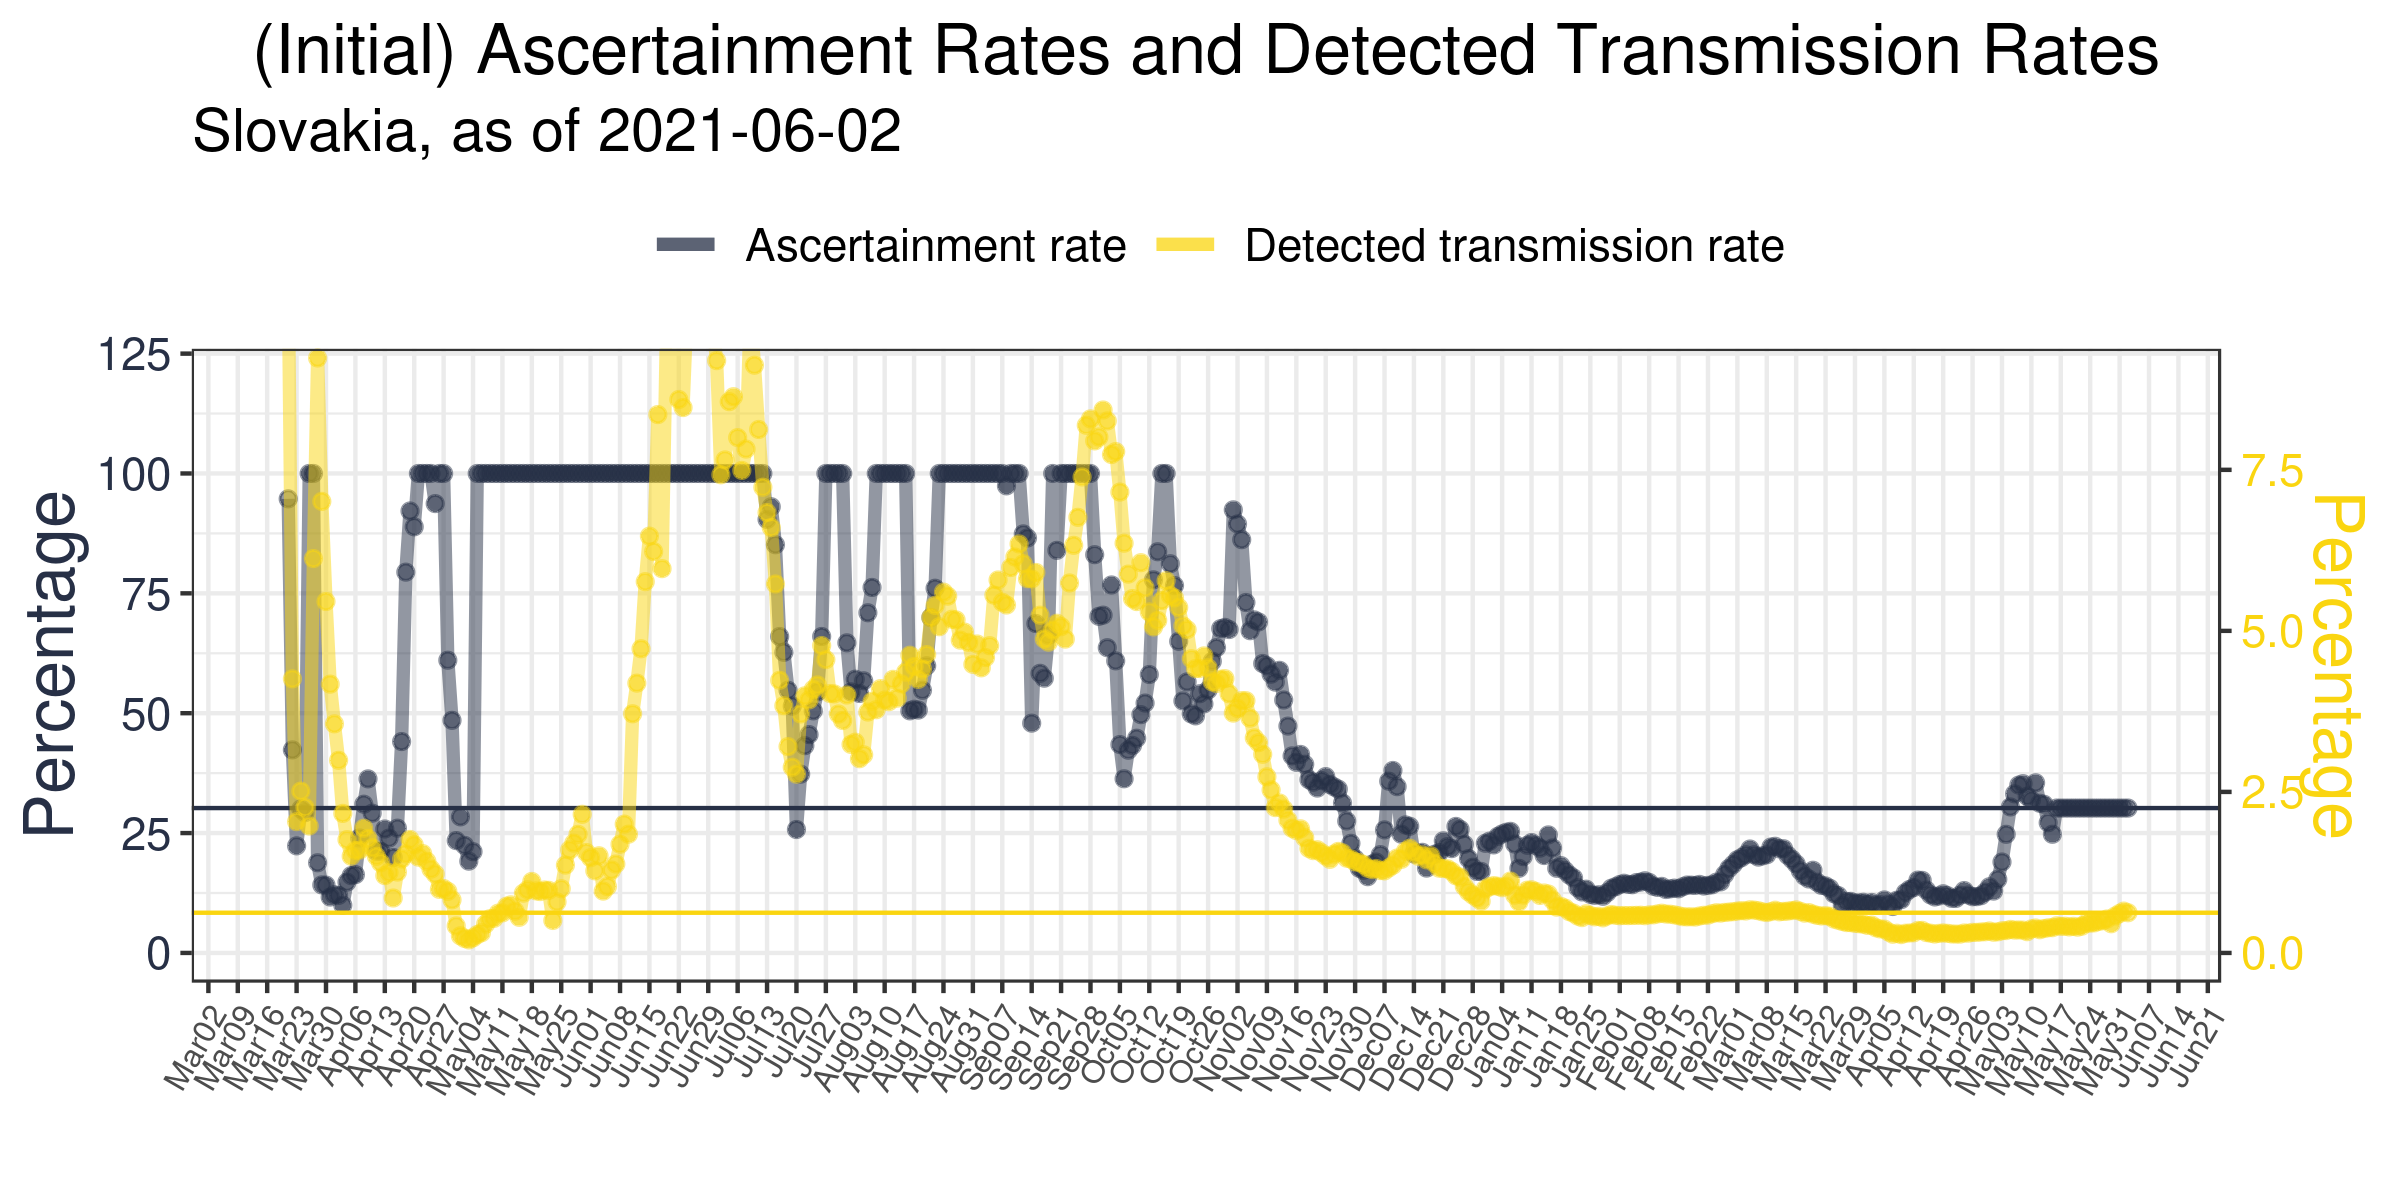 (Initial) Ascertainment Rates and Detected Transmission Rates
Slovakia, as of 2021-06-02
Ascertainment rate Detected transmission rate
Percentage
125
100
75
50
25
0
7.5
5.0
2.5
0.0
Percentage
Mar02 Mar09 Mar16 Mar23 Mar30 Apr06 Apr13 Apr20 Apr27 May04 May11 May18 May25 Jun01 Jun08 Jun15 Jun22 Jun29 Jul06 Jul13 Jul20 Jul27 Aug03 Aug10 Aug17 Aug24 Aug31 Sep07 Sep14 Sep21 Sep28 Oct05 Oct12 Oct19 Oct26 Nov02 Nov09 Nov16 Nov23 Nov30 Dec07 Dec14 Dec21 Dec28 Jan04 Jan11 Jan18 Jan25 Feb01 Feb08 Feb15 Feb22 Mar01 Mar08 Mar15 Mar22 Mar29 Apr05 Apr12 Apr19 Apr26 May03 May10 May17 May24 May31 Jun07 Jun14 Jun21